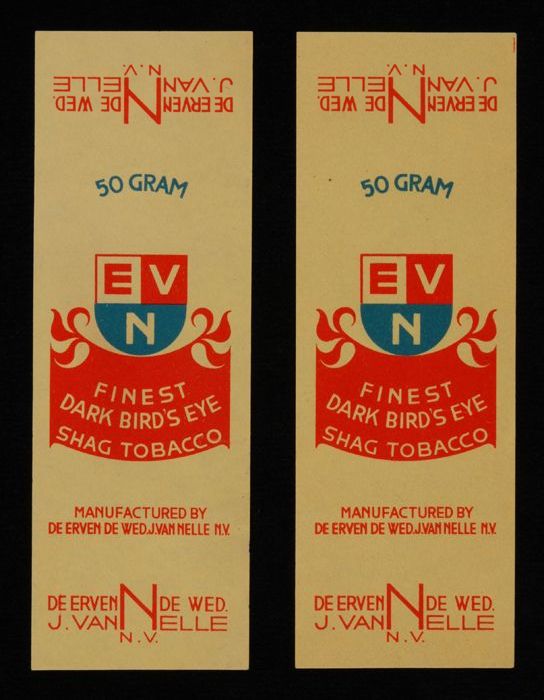 DE ERVEN DE WED.
J. VAN NELLE
N.V.
50 GRAM
E V
N
FINEST
DARK BIRD'S EYE
SHAG TOBACCO
MANUFACTURED BY
DE ERVEN DE WED.J.VAN NELLE N.V.
DE ERVEN DE WED.
J. VAN NELLE
N.V.
DE ERVEN DE WED.
J. VAN NELLE
N.V.
50 GRAM
E V
N
FINEST
DARK BIRD'S EYE
SHAG TOBACCO
MANUFACTURED BY
DE ERVEN DE WED.J.VAN NELLE N.V.
DE ERVEN DE WED.
J. VAN NELLE
N.V.